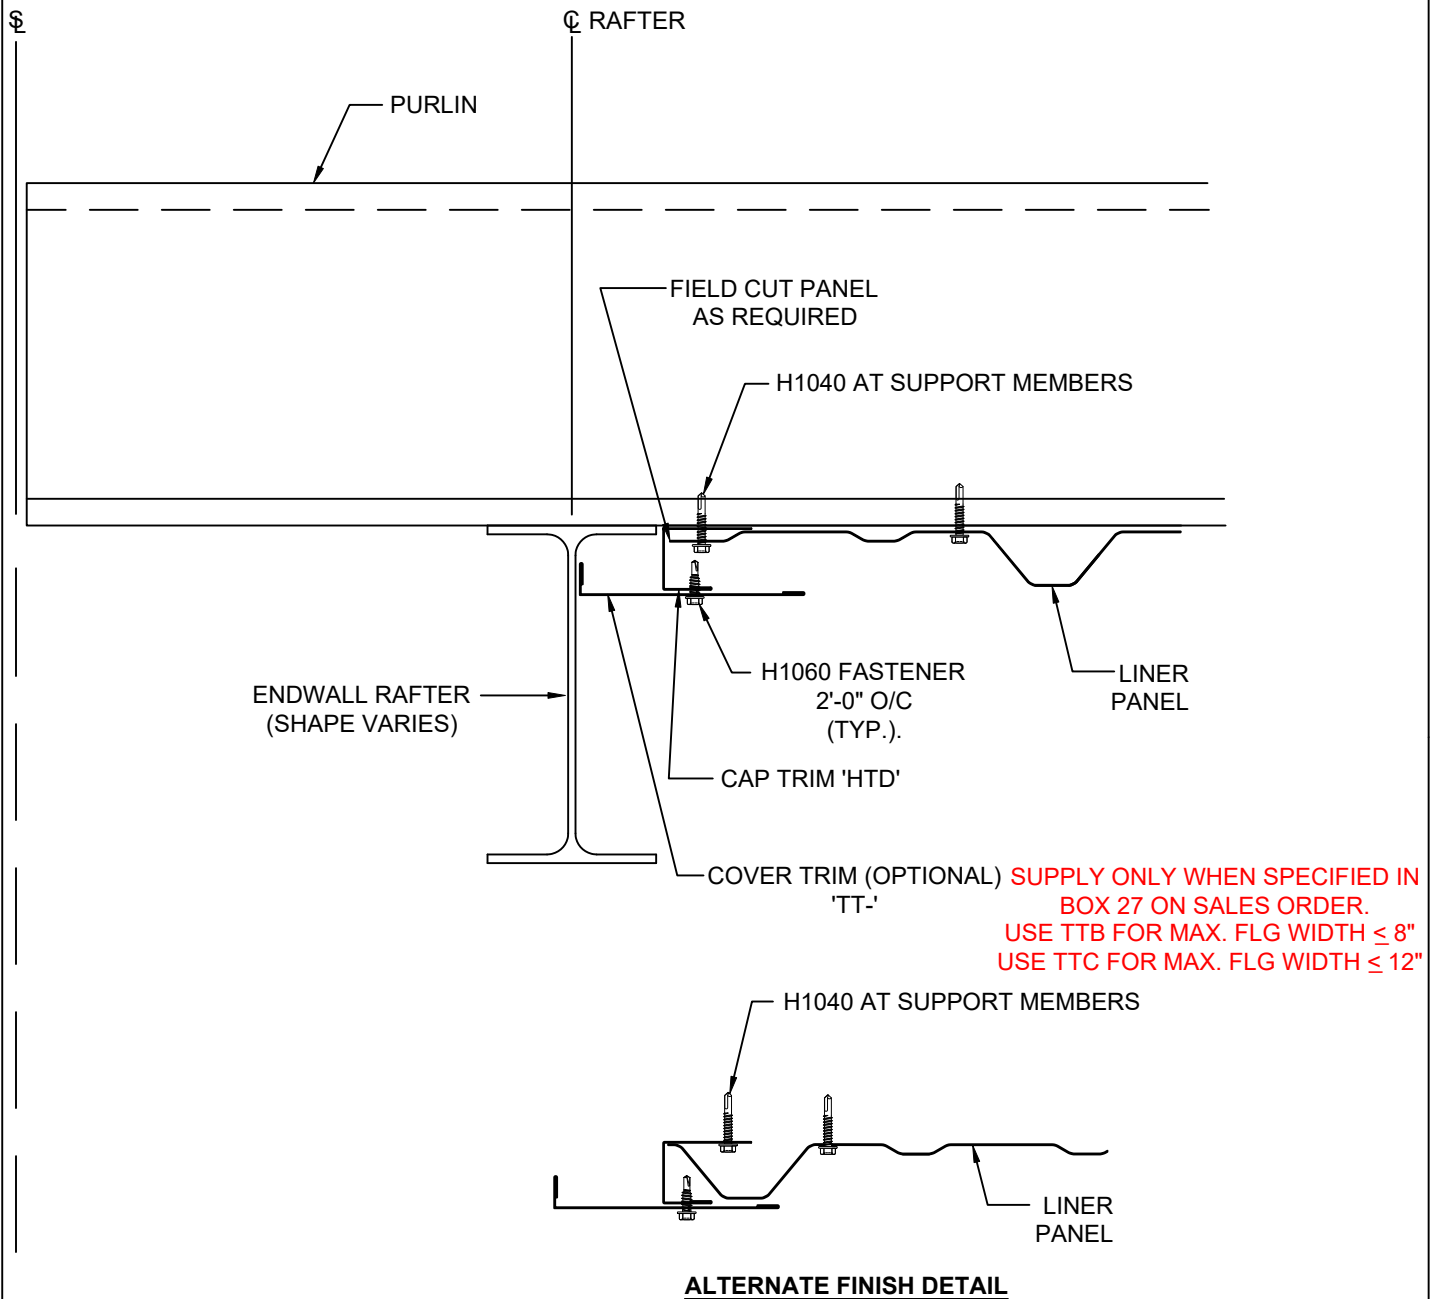 ℄ RAFTER
PURLIN
FIELD CUT PANEL
AS REQUIRED
H1040 AT SUPPORT MEMBERS
H1060 FASTENER
2'-0" O/C
(TYP.).
LINER
PANEL
ENDWALL RAFTER
(SHAPE VARIES)
CAP TRIM 'HTD'
COVER TRIM (OPTIONAL)
'TT-'
SUPPLY ONLY WHEN SPECIFIED IN
BOX 27 ON SALES ORDER.
USE TTB FOR MAX. FLG WIDTH ≤ 8"
USE TTC FOR MAX. FLG WIDTH ≤ 12"
H1040 AT SUPPORT MEMBERS
LINER
PANEL
ALTERNATE FINISH DETAIL